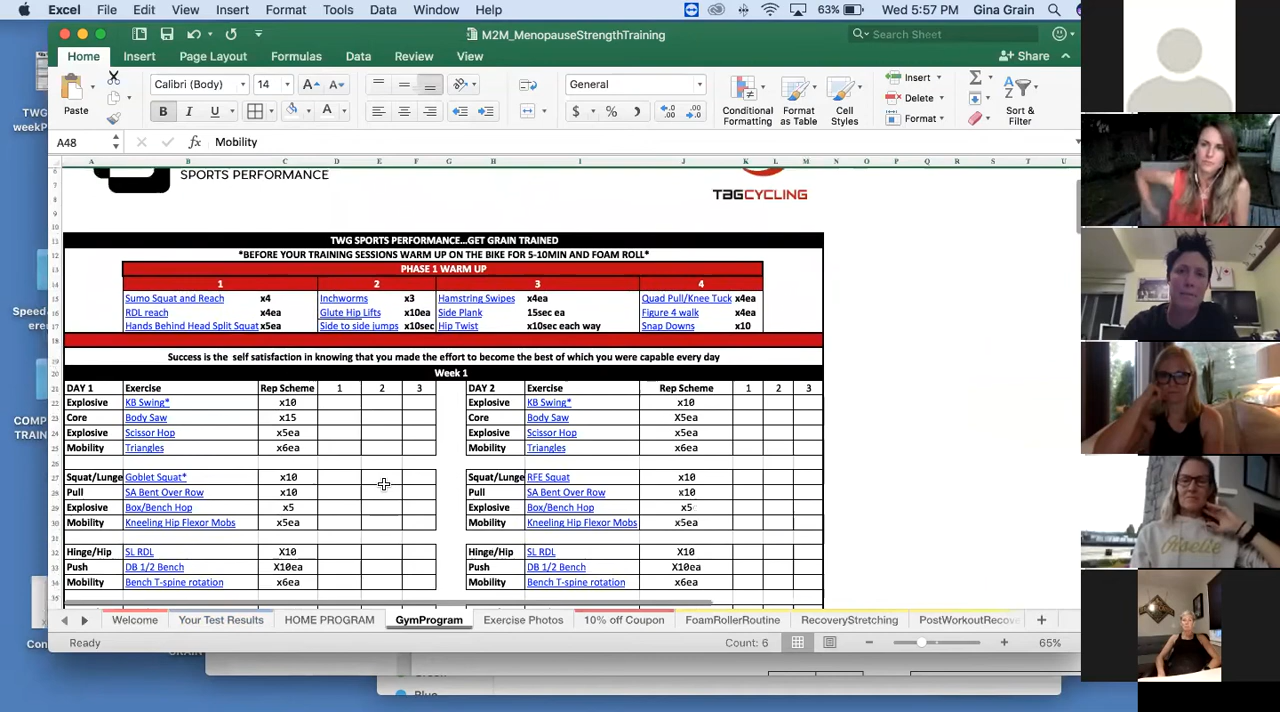 Excel File Edit View Insert Format Tools Data Window Help 63% Wed 5:57 PM Gina Grain
M2M_MenopauseStrengthTraining
Search Sheet
Home Insert Page Layout Formulas Data Review View
Share
Paste
Calibri (Body) 14
B U
General
$ %
Conditional Formatting
Format as Table
Cell Styles
Insert
Delete
Format
Sort & Filter
A48 fx Mobility
A B C D E F G H I J K L M N O P Q R S T U
SPORTS PERFORMANCE
TBGCYCLING
TWG SPORTS PERFORMANCE...GET GRAIN TRAINED
*BEFORE YOUR TRAINING SESSIONS WARM UP ON THE BIKE FOR 5-10MIN AND FOAM ROLL*
PHASE 1 WARM UP
1 2 3 4
Sumo Squat and Reach x4 Inchworms x3 Hamstring Swipes x4ea Quad Pull/Knee Tuck x4ea
RDL reach x4ea Glute Hip Lifts x10ea Side Plank 15sec ea Figure 4 walk x4ea
Hands Behind Head Split Squat x5ea Side to side jumps x10sec Hip Twist x10sec each way Snap Downs x10
Success is the self satisfaction in knowing that you made the effort to become the best of which you were capable every day
Week 1
DAY 1 Exercise Rep Scheme 1 2 3 DAY 2 Exercise Rep Scheme 1 2 3
Explosive KB Swing* x10 Explosive KB Swing* x10
Core Body Saw x15 Core Body Saw X5ea
Explosive Scissor Hop x5ea Explosive Scissor Hop x5ea
Mobility Triangles x6ea Mobility Triangles x6ea
Squat/Lunge Goblet Squat* x10 Squat/Lunge RFE Squat x10
Pull SA Bent Over Row x10 Pull SA Bent Over Row x10
Explosive Box/Bench Hop x5 Explosive Box/Bench Hop x5
Mobility Kneeling Hip Flexor Mobs x5ea Mobility Kneeling Hip Flexor Mobs x5ea
Hinge/Hip SL RDL X10 Hinge/Hip SL RDL X10
Push DB 1/2 Bench X10ea Push DB 1/2 Bench X10ea
Mobility Bench T-spine rotation x6ea Mobility Bench T-spine rotation x6ea
Welcome Your Test Results HOME PROGRAM GymProgram Exercise Photos 10% off Coupon FoamRollerRoutine RecoveryStretching PostWorkoutRecov
Ready Count: 6 65%
Blue